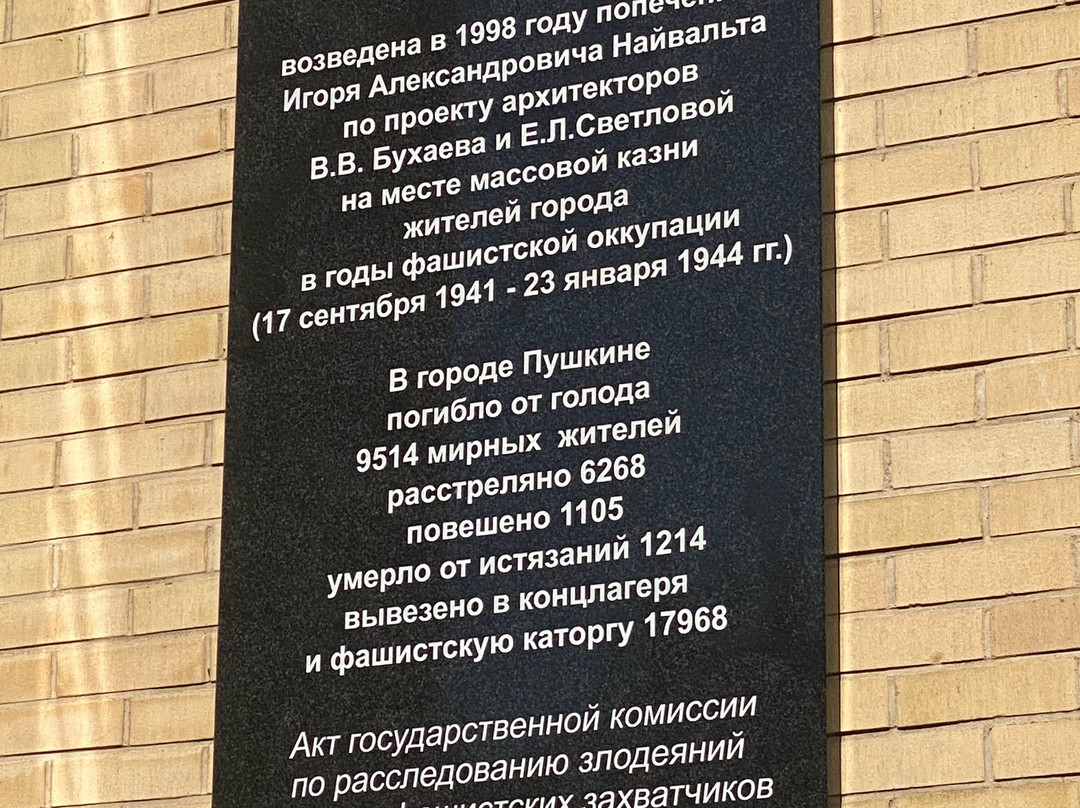 возведена в 1998 году
Игоря Александровича Найвальта
по проекту архитекторов
В.В. Бухаева и Е.Л.Светловой
на месте массовой казни
жителей города
в годы фашистской оккупации
(17 сентября 1941 - 23 января 1944 гг.)
В городе Пушкине
погибло от голода
9514 мирных жителей
расстреляно 6268
повешено 1105
умерло от истязаний 1214
вывезено в концлагеря
и фашистскую каторгу 17968
Акт государственной комиссии
по расследованию злодеяний
захватчиков